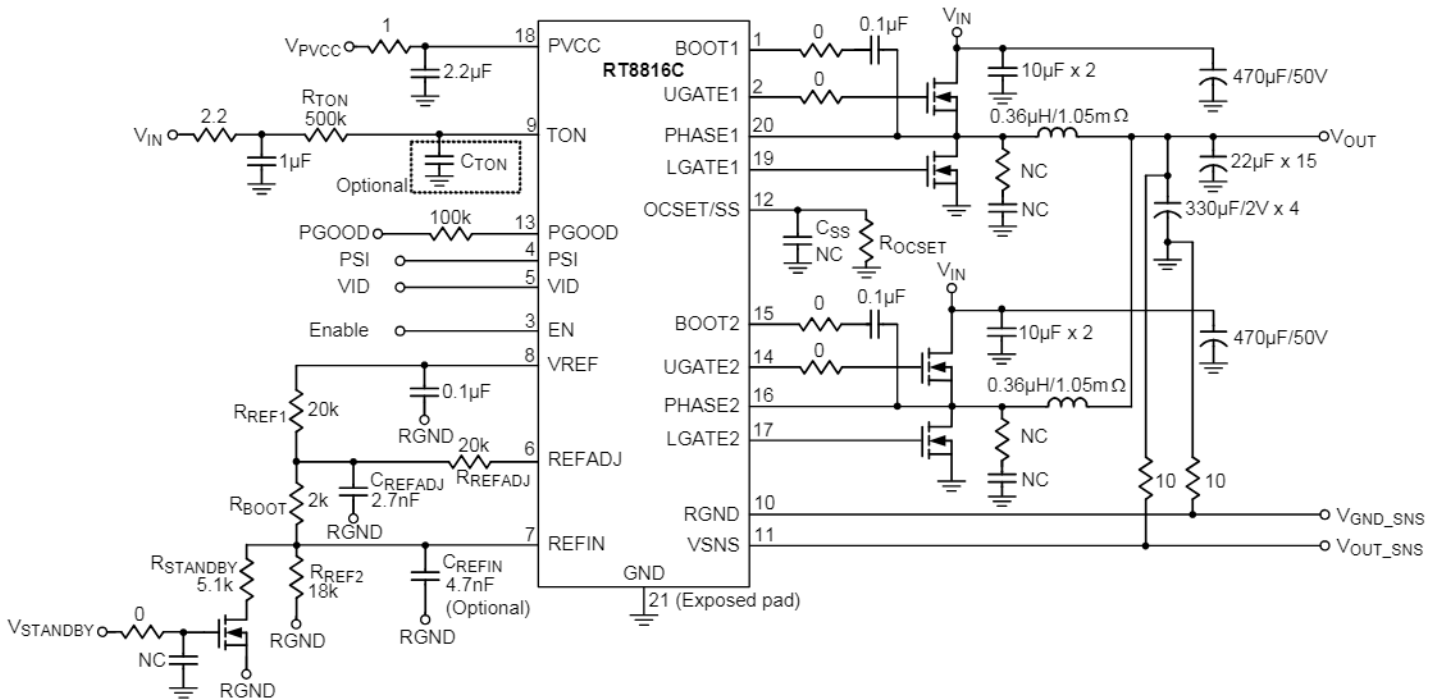 RT8816C
VPVCC
1
2.2µF
18
PVCC
VIN
2.2
1µF
RTON
500k
CTON
Optional
9
TON
PGOOD
100k
13
PGOOD
PSI
4
PSI
VID
5
VID
Enable
3
EN
8
VREF
0.1µF
RGND
RREF1
20k
20k
RREFADJ
6
REFADJ
CREFADJ
2.7nF
RGND
RBOOT
2k
7
REFIN
RSTANDBY
5.1k
RREF2
18k
RGND
CREFIN
4.7nF
(Optional)
RGND
VSTANDBY
0
NC
RGND
GND
21 (Exposed pad)
BOOT1
1
0
0.1µF
VIN
10µF x 2
470µF/50V
UGATE1
2
0
PHASE1
20
0.36µH/1.05mΩ
VOUT
LGATE1
19
NC
NC
22µF x 15
330µF/2V x 4
OCSET/SS
12
CSS
NC
ROCSET
BOOT2
15
0
0.1µF
VIN
10µF x 2
470µF/50V
UGATE2
14
0
PHASE2
16
0.36µH/1.05mΩ
LGATE2
17
NC
NC
10
10
RGND
10
VGND_SNS
VSNS
11
VOUT_SNS